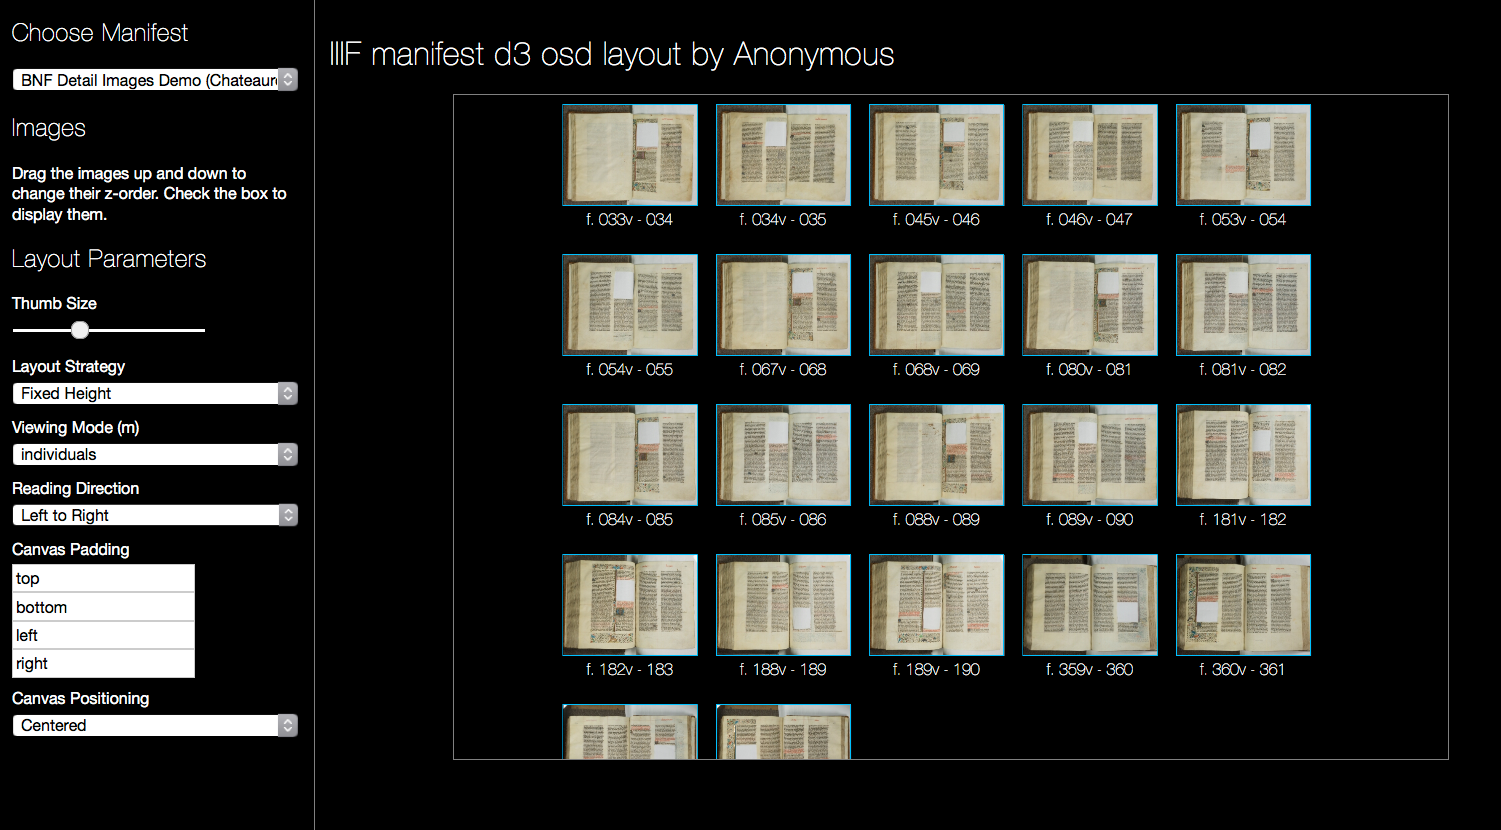 Choose Manifest
BNF Detail Images Demo (Chateaur
Images
Drag the images up and down to
change their z-order. Check the box to
display them.
Layout Parameters
Thumb Size
Layout Strategy
Fixed Height
Viewing Mode (m)
individuals
Reading Direction
Left to Right
Canvas Padding
top
bottom
left
right
Canvas Positioning
Centered
IIIF manifest d3 osd layout by Anonymous
f. 033v - 034
f. 034v - 035
f. 045v - 046
f. 046v - 047
f. 053v - 054
f. 054v - 055
f. 067v - 068
f. 068v - 069
f. 080v - 081
f. 081v - 082
f. 084v - 085
f. 085v - 086
f. 088v - 089
f. 089v - 090
f. 181v - 182
f. 182v - 183
f. 188v - 189
f. 189v - 190
f. 359v - 360
f. 360v - 361